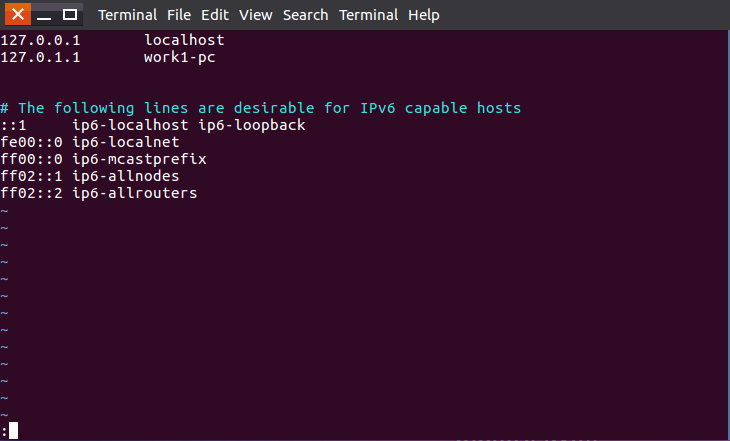 Terminal File Edit View Search Terminal Help
127.0.0.1 localhost
127.0.1.1 work1-pc
# The following lines are desirable for IPv6 capable hosts
::1 ip6-localhost ip6-loopback
fe00::0 ip6-localnet
ff00::0 ip6-mcastprefix
ff02::1 ip6-allnodes
ff02::2 ip6-allrouters
~
~
~
~
~
~
~
~
~
~
~
~
~
: